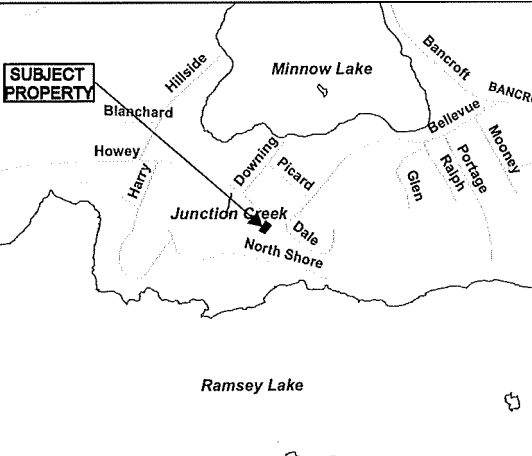 SUBJECT
PROPERTY
Hillside
Minnow Lake
Bancroft
BANCRO
Blanchard
Bellevue
Mooney
Howey
Harry
Downing
Picard
Glen
Ralph
Portage
Junction Creek
Dale
North Shore
Ramsey Lake